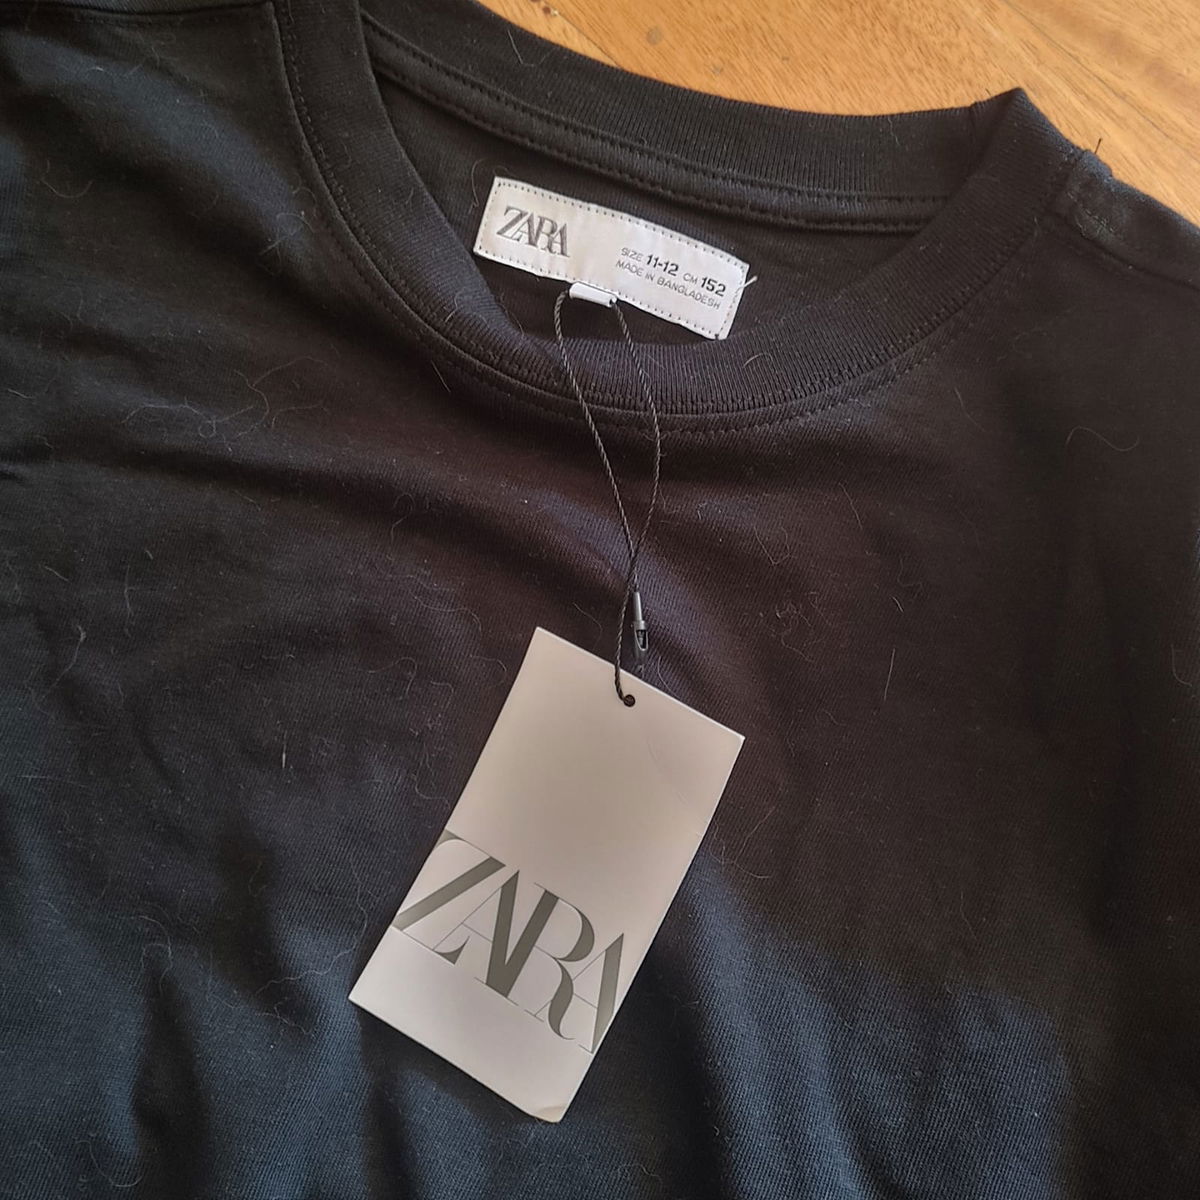 ZARA
SIZE 11-12 CM 152
MADE IN BANGLADESH
ZARA